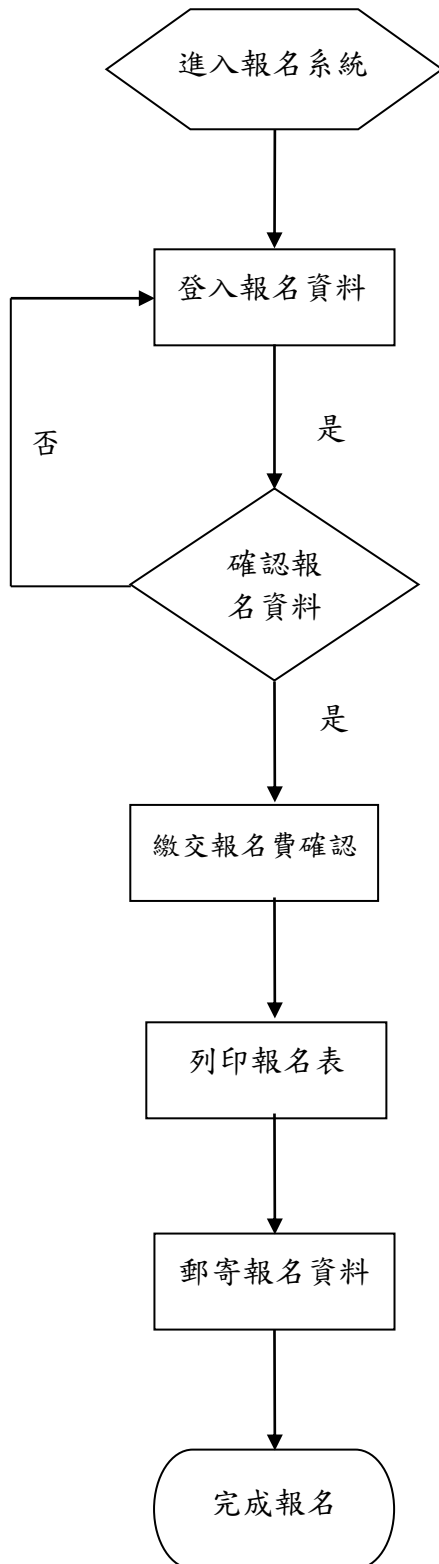 進入報名系統
登入報名資料
否
是
確認報
名資料
是
繳交報名費確認
列印報名表
郵寄報名資料
完成報名